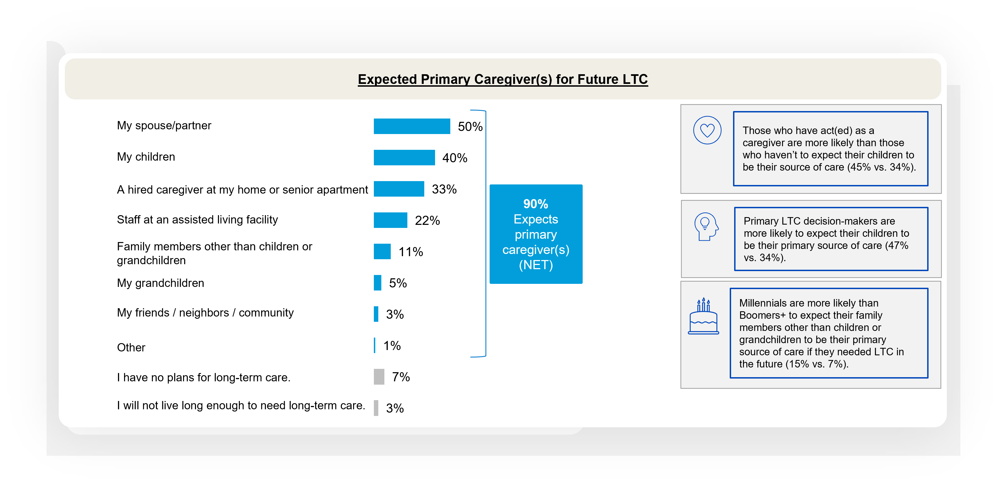 Expected Primary Caregiver(s) for Future LTC
My spouse/partner
50%
My children
40%
A hired caregiver at my home or senior apartment
33%
Staff at an assisted living facility
22%
Family members other than children or
grandchildren
11%
My grandchildren
5%
My friends / neighbors / community
3%
Other
1%
I have no plans for long-term care.
7%
I will not live long enough to need long-term care.
3%
90%
Expects
primary
caregiver(s)
(NET)
Those who have act(ed) as a
caregiver are more likely than those
who haven’t to expect their children to
be their source of care (45% vs. 34%).
Primary LTC decision-makers are
more likely to expect their children to
be their primary source of care (47%
vs. 34%).
Millennials are more likely than
Boomers+ to expect their family
members other than children or
grandchildren to be their primary
source of care if they needed LTC in
the future (15% vs. 7%).